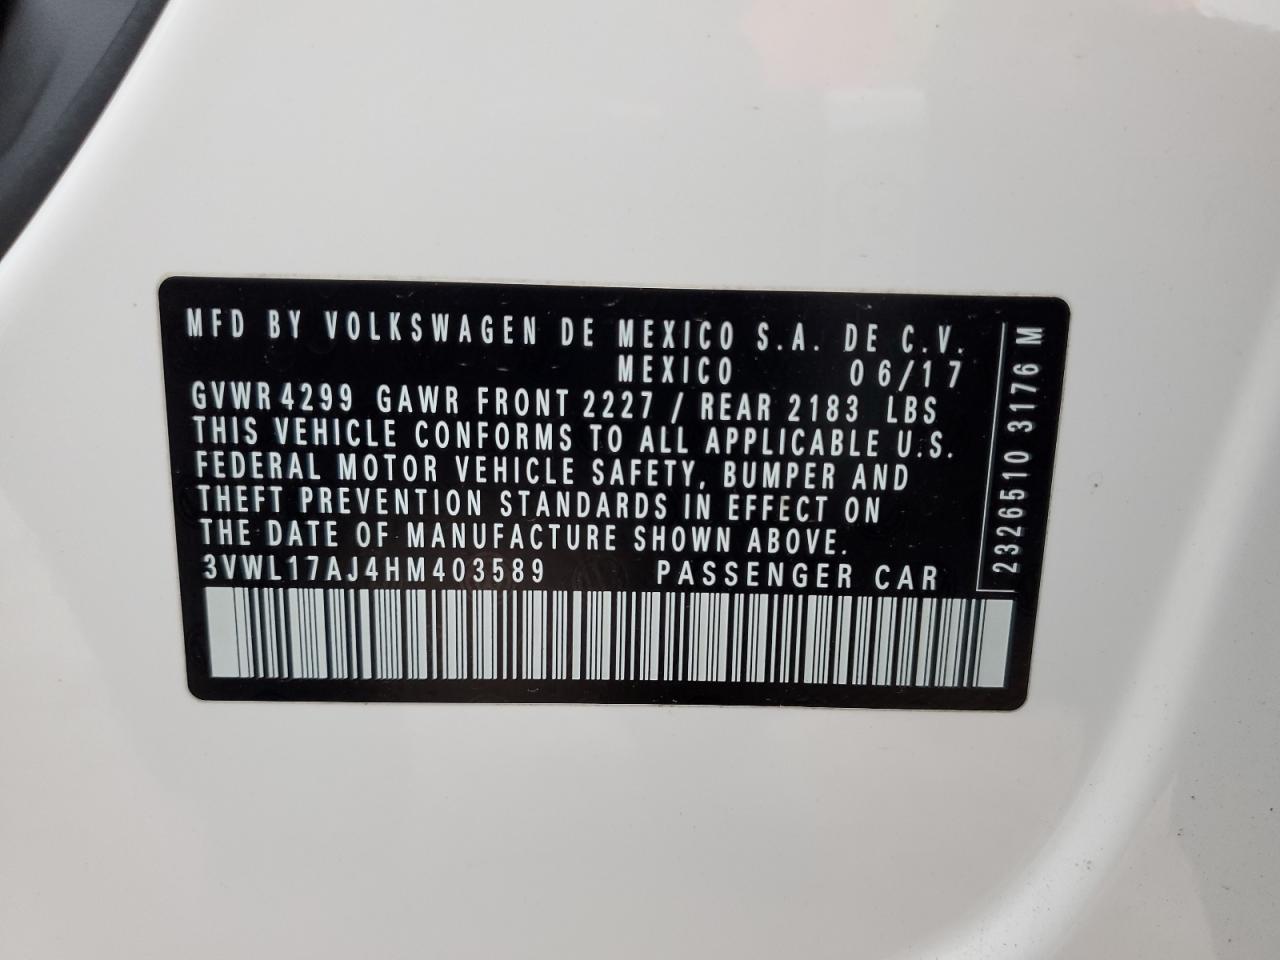 MFD BY VOLKSWAGEN DE MEXICO S.A. DE C.V.
MEXICO 06/17
GVWR 4299 GAWR FRONT 2227 / REAR 2183 LBS
THIS VEHICLE CONFORMS TO ALL APPLICABLE U.S.
FEDERAL MOTOR VEHICLE SAFETY, BUMPER AND
THEFT PREVENTION STANDARDS IN EFFECT ON
THE DATE OF MANUFACTURE SHOWN ABOVE.
3VWL17AJ4HM403589 PASSENGER CAR
2326510 3176 M